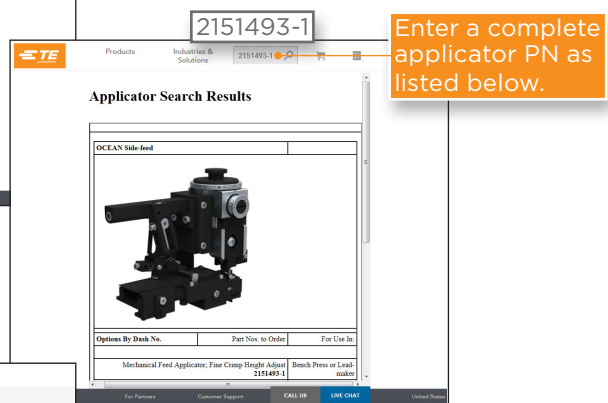 2151493-1
Enter a complete
applicator PN as
listed below.
TE
Products
Industries &
Solutions
2151493-1
Applicator Search Results
OCEAN Side-feed
Options By Dash No.
Part Nos. to Order
For Use In:
Mechanical Feed Applicator; Fine Crimp Height Adjust
2151493-1
Bench Press or Lead-
maker
For Partners
Customer Support
CALL US
LIVE CHAT
United States